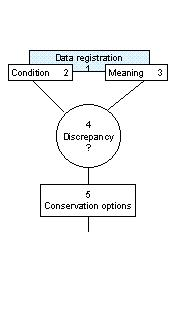 Data registration
1
Condition 2
Meaning 3
4
Discrepancy
?
5
Conservation options